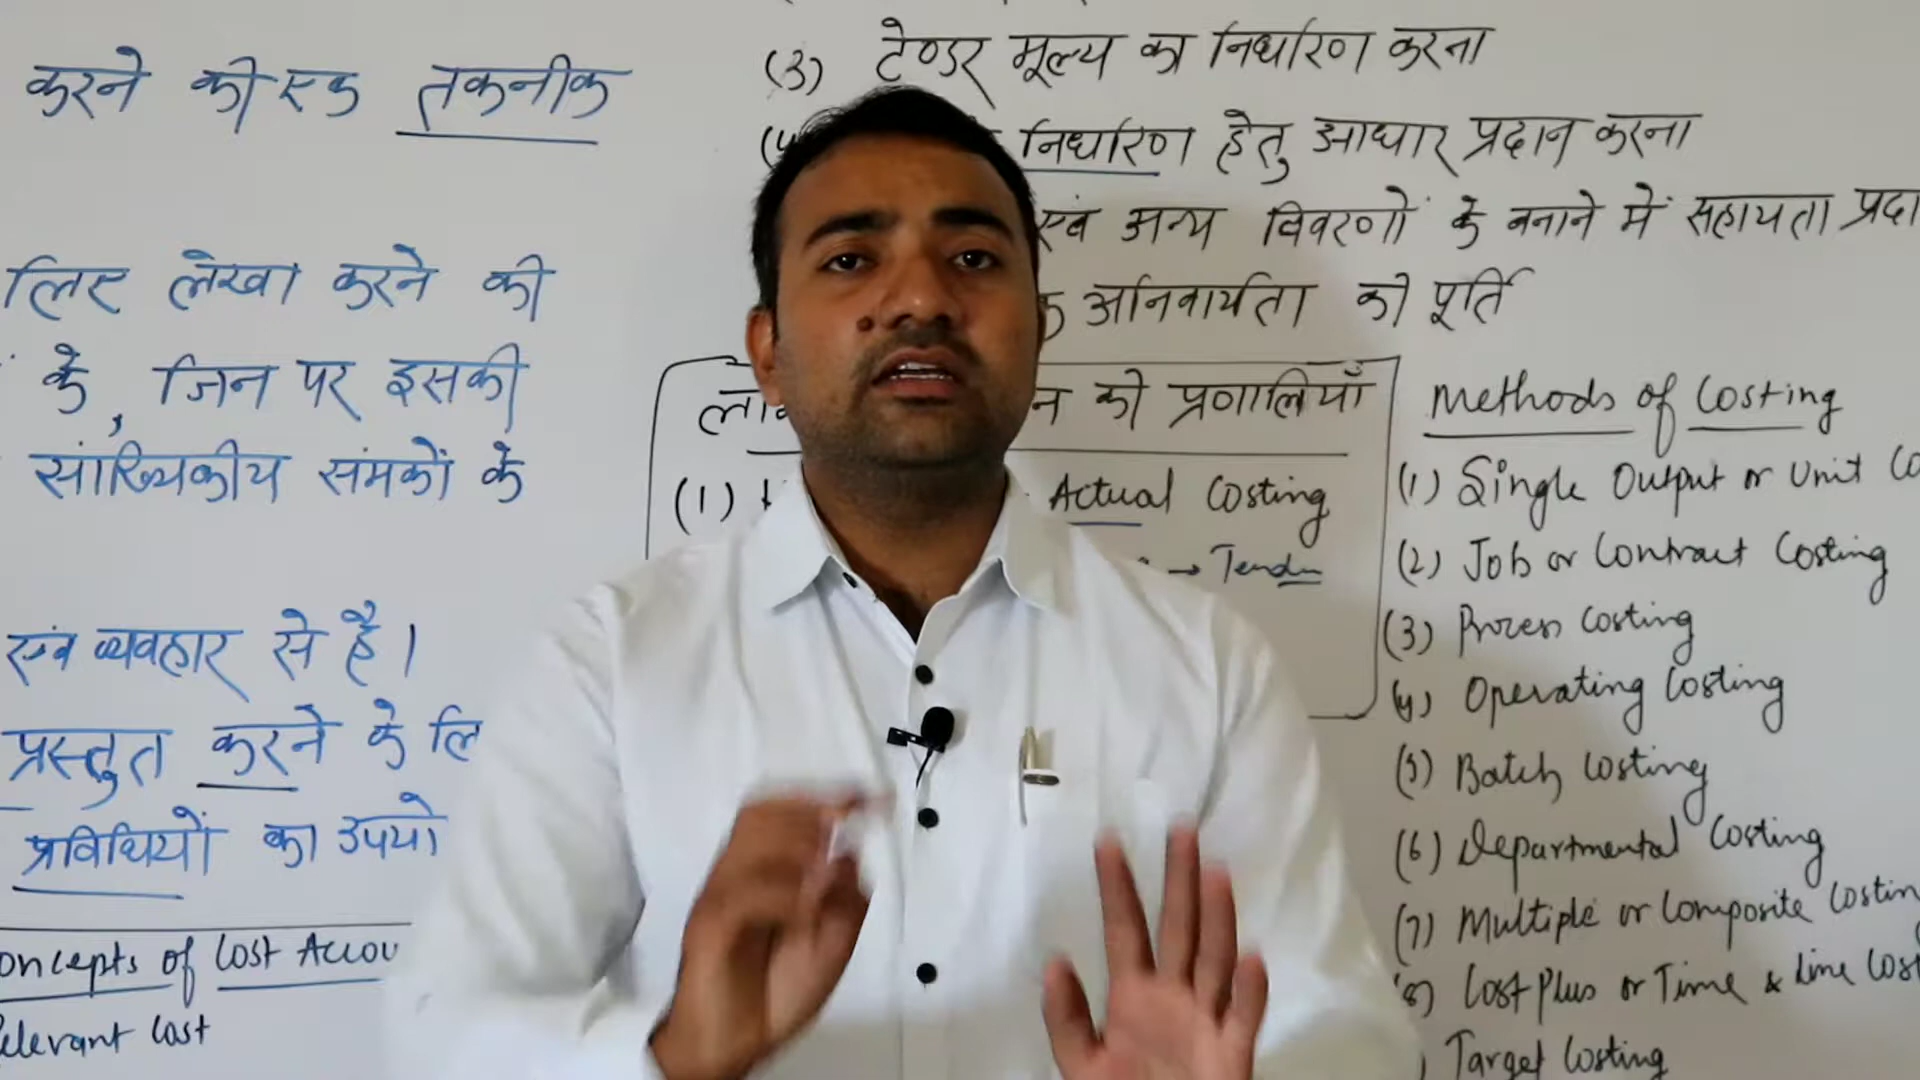 करने की एक तकनीक
लिए लेखा करने की
के, जिन पर इसकी
सांख्यिकीय समंकों के
एवं व्यवहार से है।
प्रस्तुत करने के लि
प्रविधियों का उपयो
oncepts of Cost Accou
elevant Cost
(3) टेण्डर मूल्य का निर्धारण करना
निर्धारण हेतु आधार प्रदान करना
एवं अन्य विवरणों के बनाने में सहायता प्रदा
अनिवार्यता की पूर्ति
की प्रणालियाँ
(1) Actual Costing
→ Tender
Methods of Costing
(1) Single Output or Unit Co
(2) Job or Contract Costing
(3) Process Costing
(4) Operating Costing
(5) Batch Costing
(6) Departmental Costing
(7) Multiple or Composite Costin
(8) Cost Plus or Time & Line Cost
) Target Costing